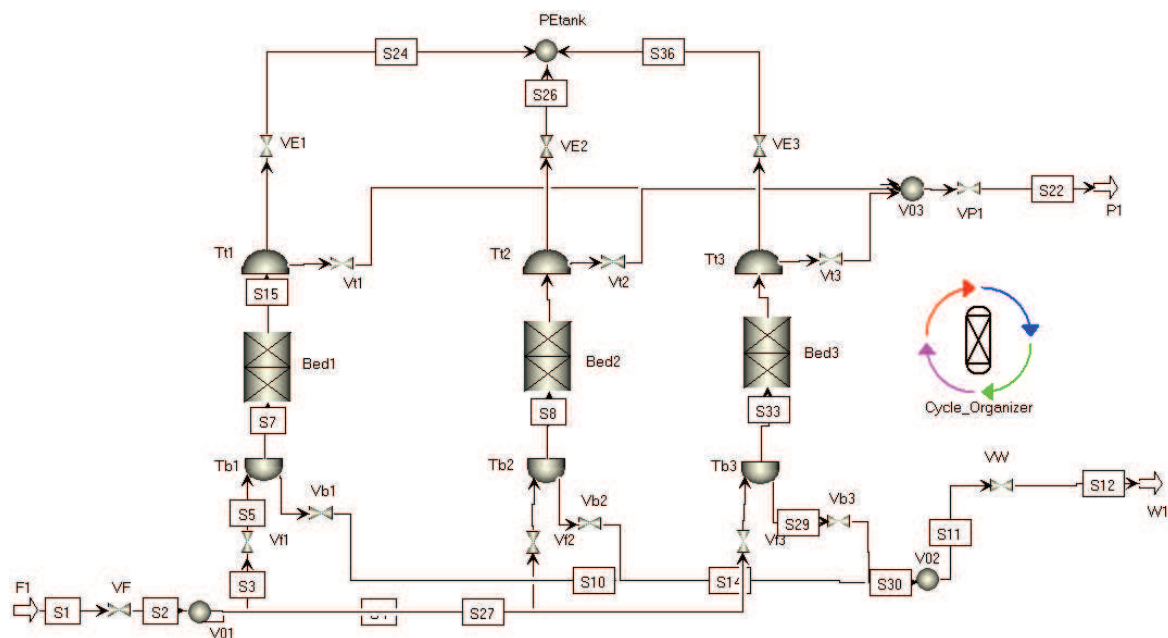 PEtank
S24
S36
S26
VE1
VE2
VE3
S22
V03
VP1
P1
Tt1
Tt2
Tt3
Vt1
Vt2
Vt3
S15
Bed1
Bed2
Bed3
Cycle_Organizer
S7
S8
S33
Tb1
Tb2
Tb3
VW
Vb1
Vb2
Vb3
S12
W1
S5
S29
S11
Vf1
Vf2
Vf3
V02
F1
VF
S3
S10
S14
S30
S1
S2
S27
V01